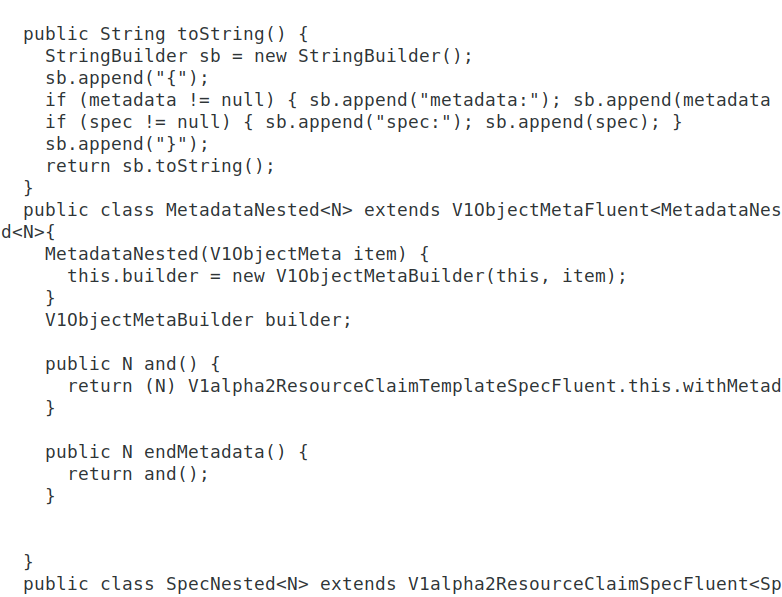 public String toString() {
StringBuilder sb = new StringBuilder();
sb.append("{");
if (metadata != null) { sb.append("metadata:"); sb.append(metadata
if (spec != null) { sb.append("spec:"); sb.append(spec); }
sb.append("}");
return sb.toString();
}
public class MetadataNested<N> extends V1ObjectMetaFluent<MetadataNes
d<N>{
MetadataNested(V1ObjectMeta item) {
this.builder = new V1ObjectMetaBuilder(this, item);
}
V1ObjectMetaBuilder builder;
public N and() {
return (N) V1alpha2ResourceClaimTemplateSpecFluent.this.withMetad
}
public N endMetadata() {
return and();
}
}
public class SpecNested<N> extends V1alpha2ResourceClaimSpecFluent<Sp